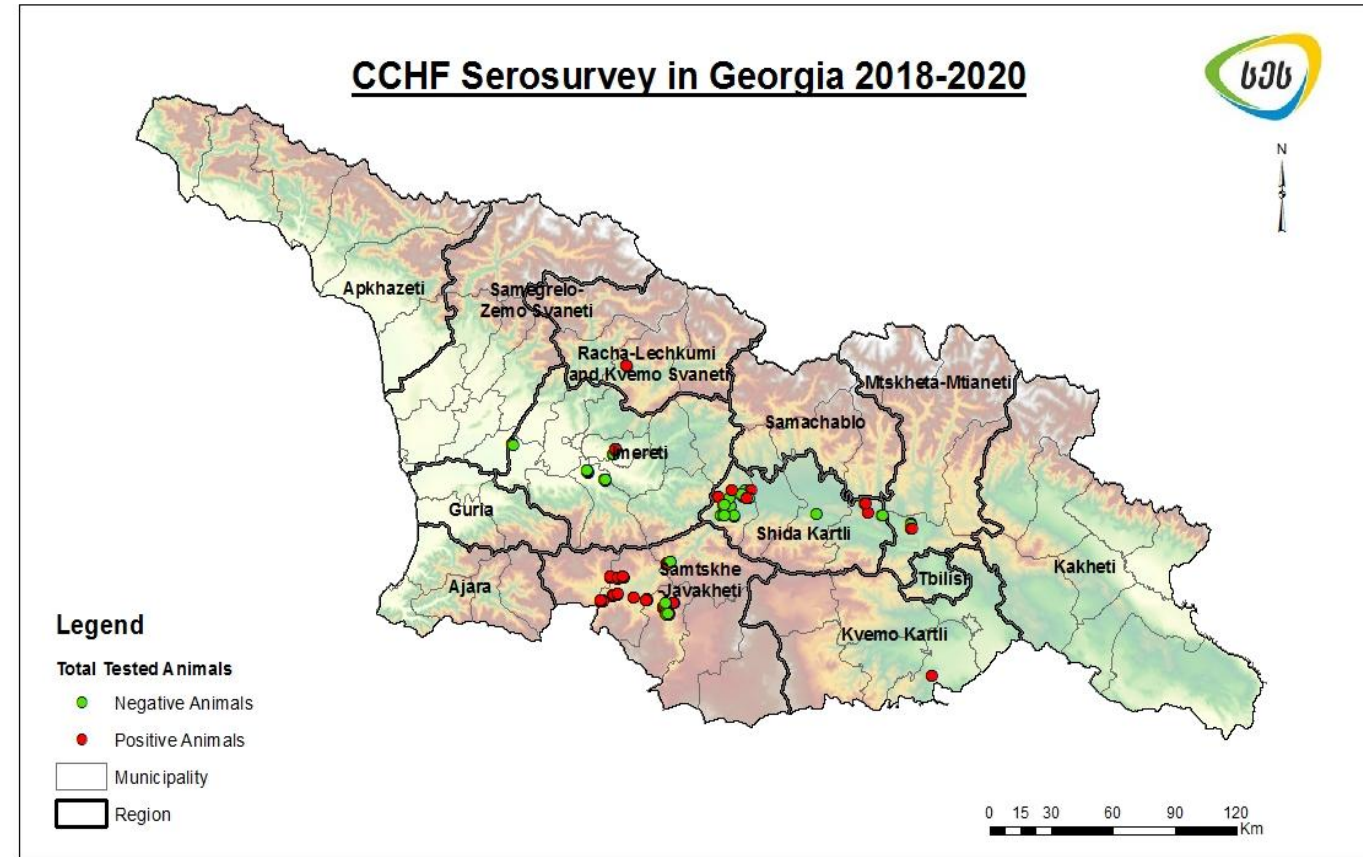 CCHF Serosurvey in Georgia 2018-2020
სეს
N
Apkhazeti
Samegrelo-
Zemo Svaneti
Racha-Lechkumi
and Kvemo Svaneti
Mtskheta-Mtianeti
Samachablo
Imereti
Guria
Shida Kartli
Ajara
Samtskhe
Javakheti
Tbilisi
Kakheti
Kvemo Kartli
Legend
Total Tested Animals
Negative Animals
Positive Animals
Municipality
Region
0 15 30 60 90 120
Km